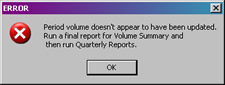 ERROR
Period volume doesn't appear to have been updated.
Run a final report for Volume Summary and
then run Quarterly Reports.
OK